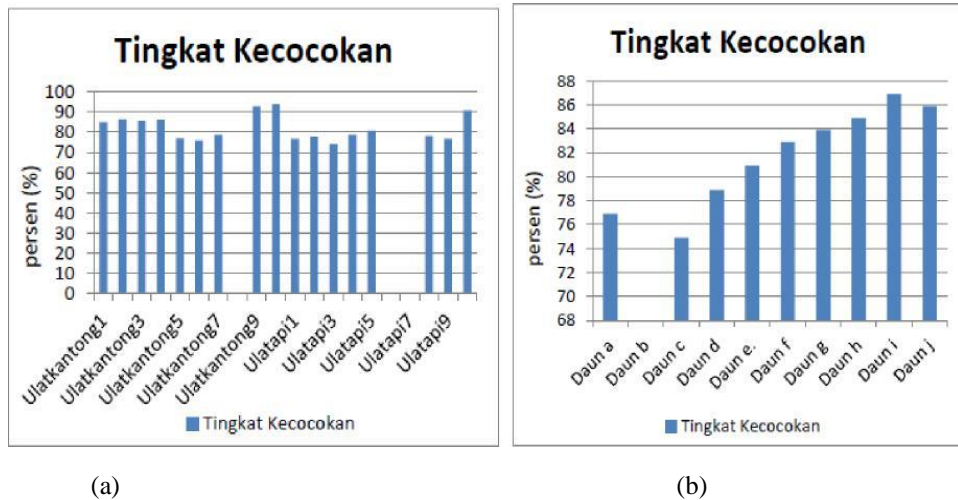 Tingkat Kecocokan
persen (%)
100
90
80
70
60
50
40
30
20
10
0
Ulatkantong1
Ulatkantong3
Ulatkantong5
Ulatkantong7
Ulatkantong9
Ulatapi1
Ulatapi3
Ulatapi5
Ulatapi7
Ulatapi9
Tingkat Kecocokan
(a)
Tingkat Kecocokan
persen (%)
88
86
84
82
80
78
76
74
72
70
68
Daun a
Daun b
Daun c
Daun d
Daun e.
Daun f
Daun g
Daun h
Daun i
Daun j
Tingkat Kecocokan
(b)